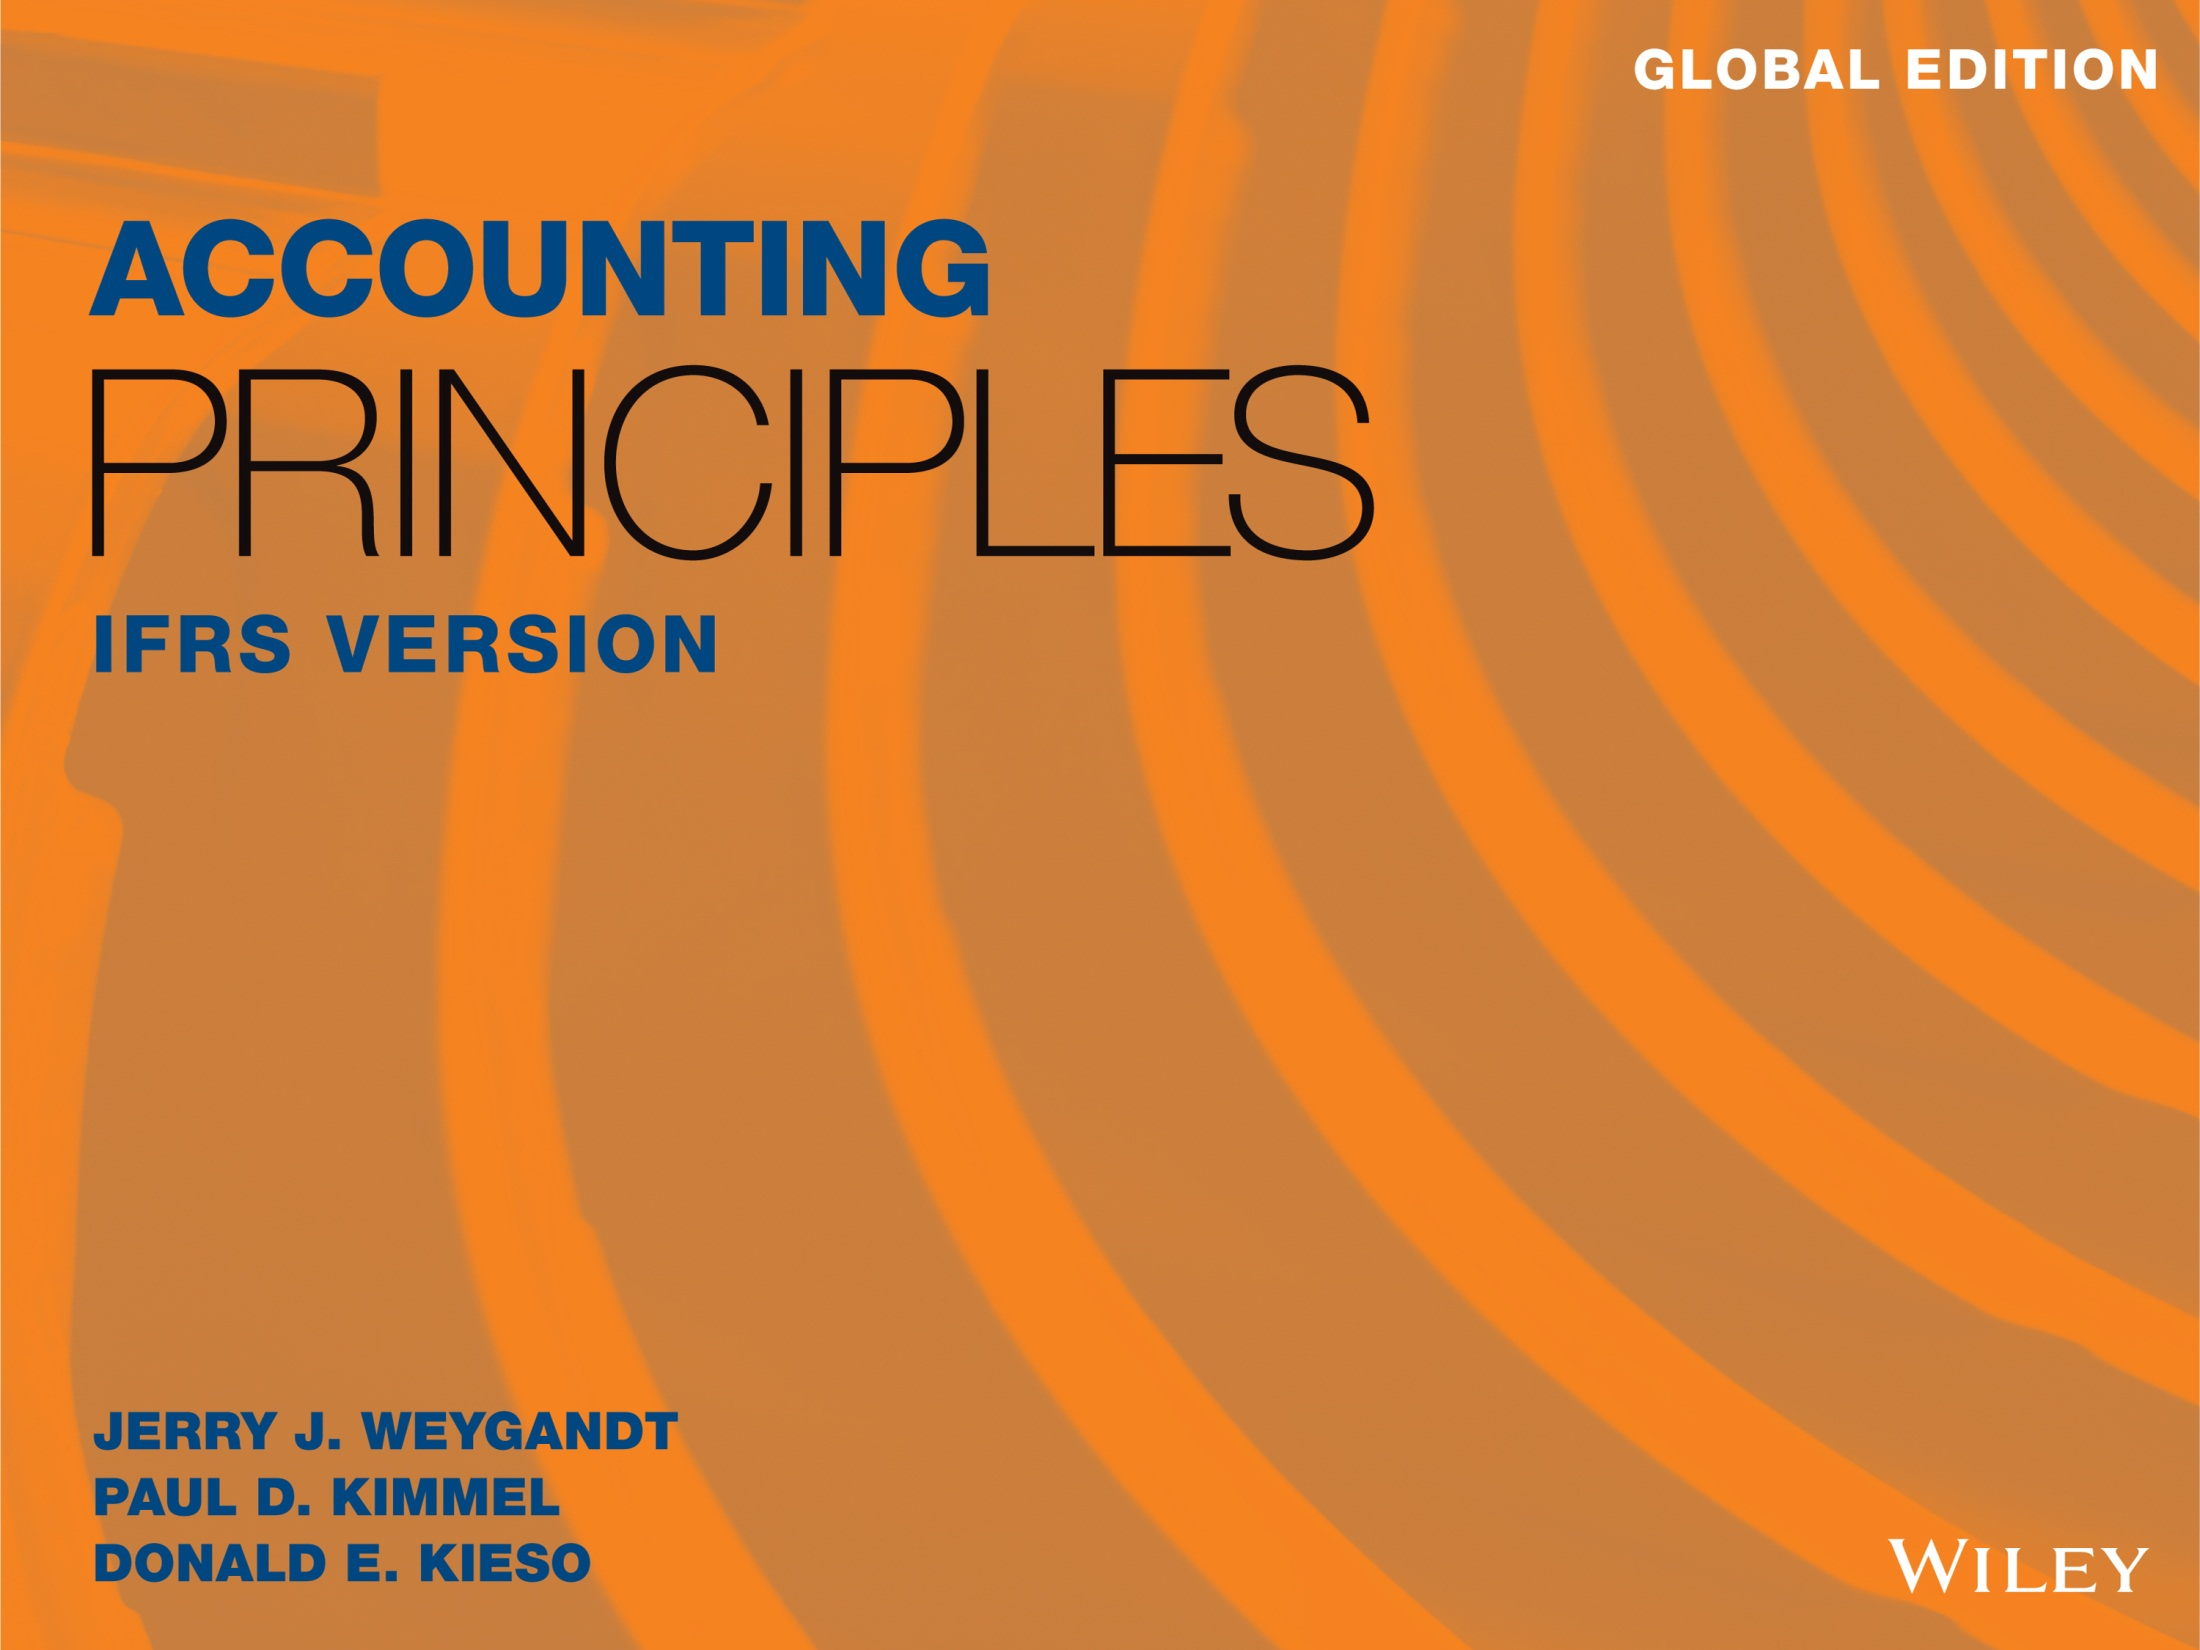 GLOBAL EDITION
ACCOUNTING
PRINCIPLES
IFRS VERSION
JERRY J. WEYGANDT
PAUL D. KIMMEL
DONALD E. KIESO
WILEY